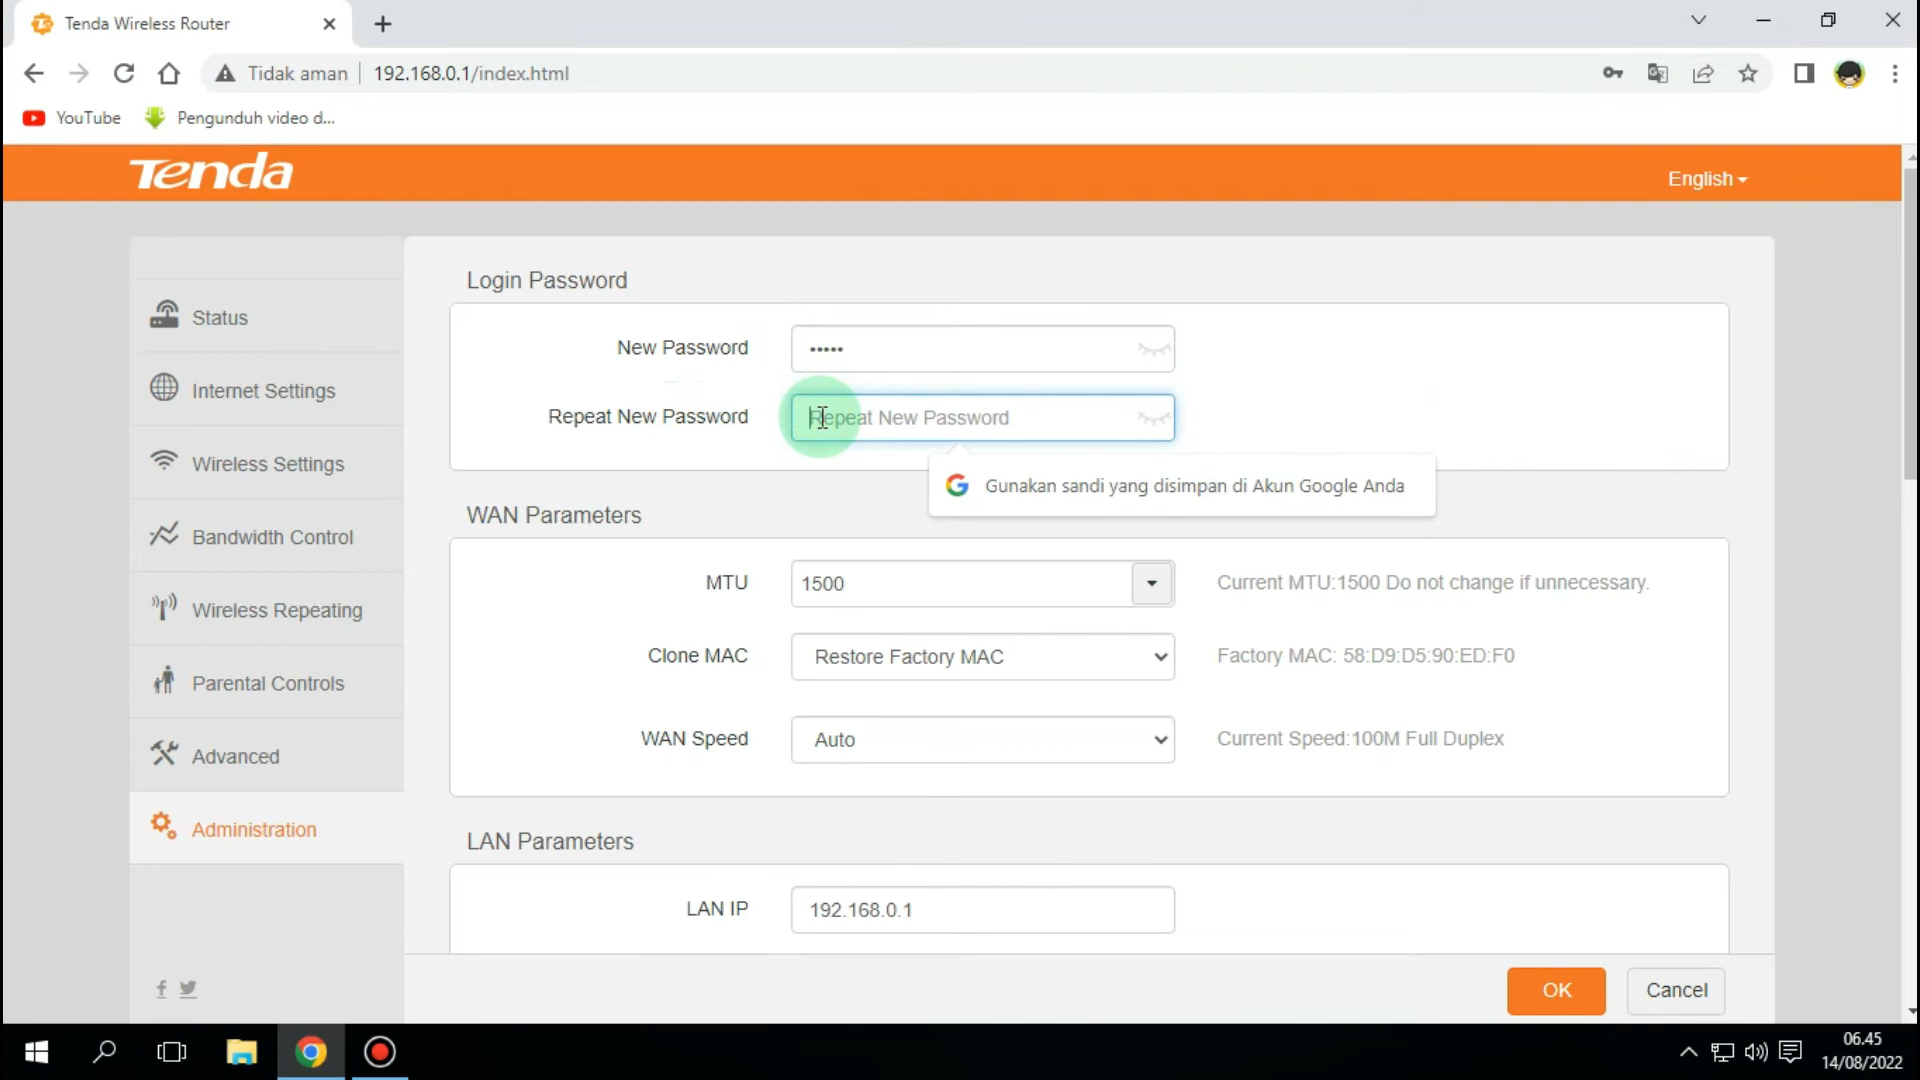 Tenda Wireless Router
Tidak aman
192.168.0.1/index.html
YouTube
Pengunduh video d...
Tenda
English
Status
Internet Settings
Wireless Settings
Bandwidth Control
Wireless Repeating
Parental Controls
Advanced
Administration
Login Password
New Password
•••••
Repeat New Password
Repeat New Password
Gunakan sandi yang disimpan di Akun Google Anda
WAN Parameters
MTU
1500
Current MTU:1500 Do not change if unnecessary.
Clone MAC
Restore Factory MAC
Factory MAC: 58:D9:D5:90:ED:F0
WAN Speed
Auto
Current Speed:100M Full Duplex
LAN Parameters
LAN IP
192.168.0.1
OK
Cancel
06.45
14/08/2022